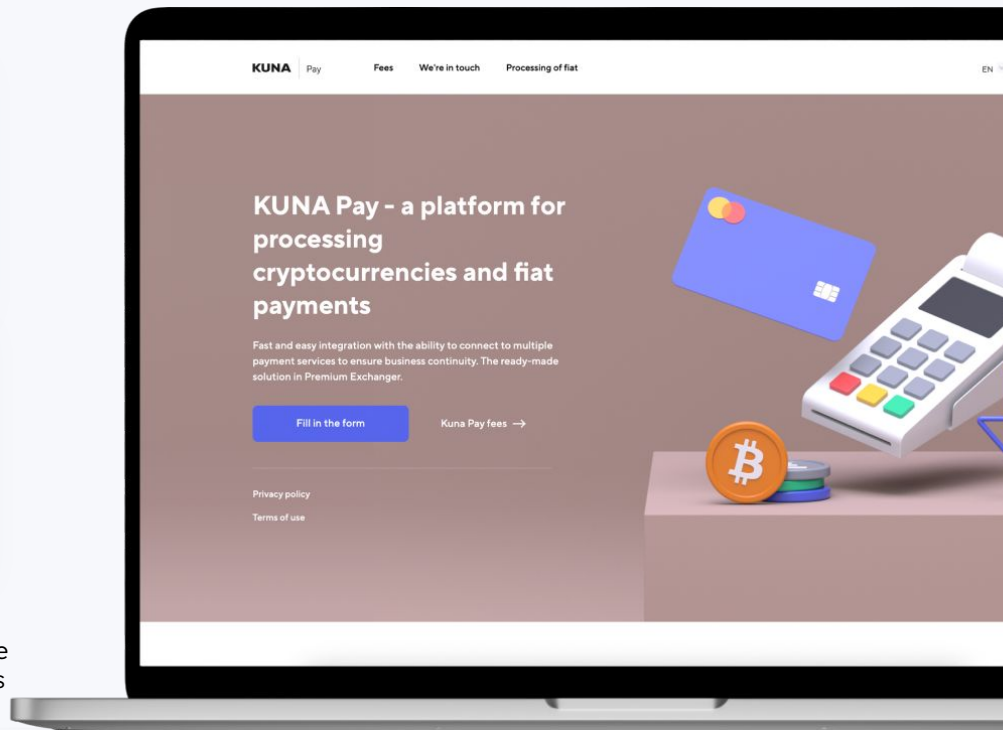 KUNA Pay Fees We're in touch Processing of fiat EN
KUNA Pay - a platform for
processing
cryptocurrencies and fiat
payments
Fast and easy integration with the ability to connect to multiple
payment services to ensure business continuity. The ready-made
solution in Premium Exchanger.
Fill in the form Kuna Pay fees →
Privacy policy
Terms of use